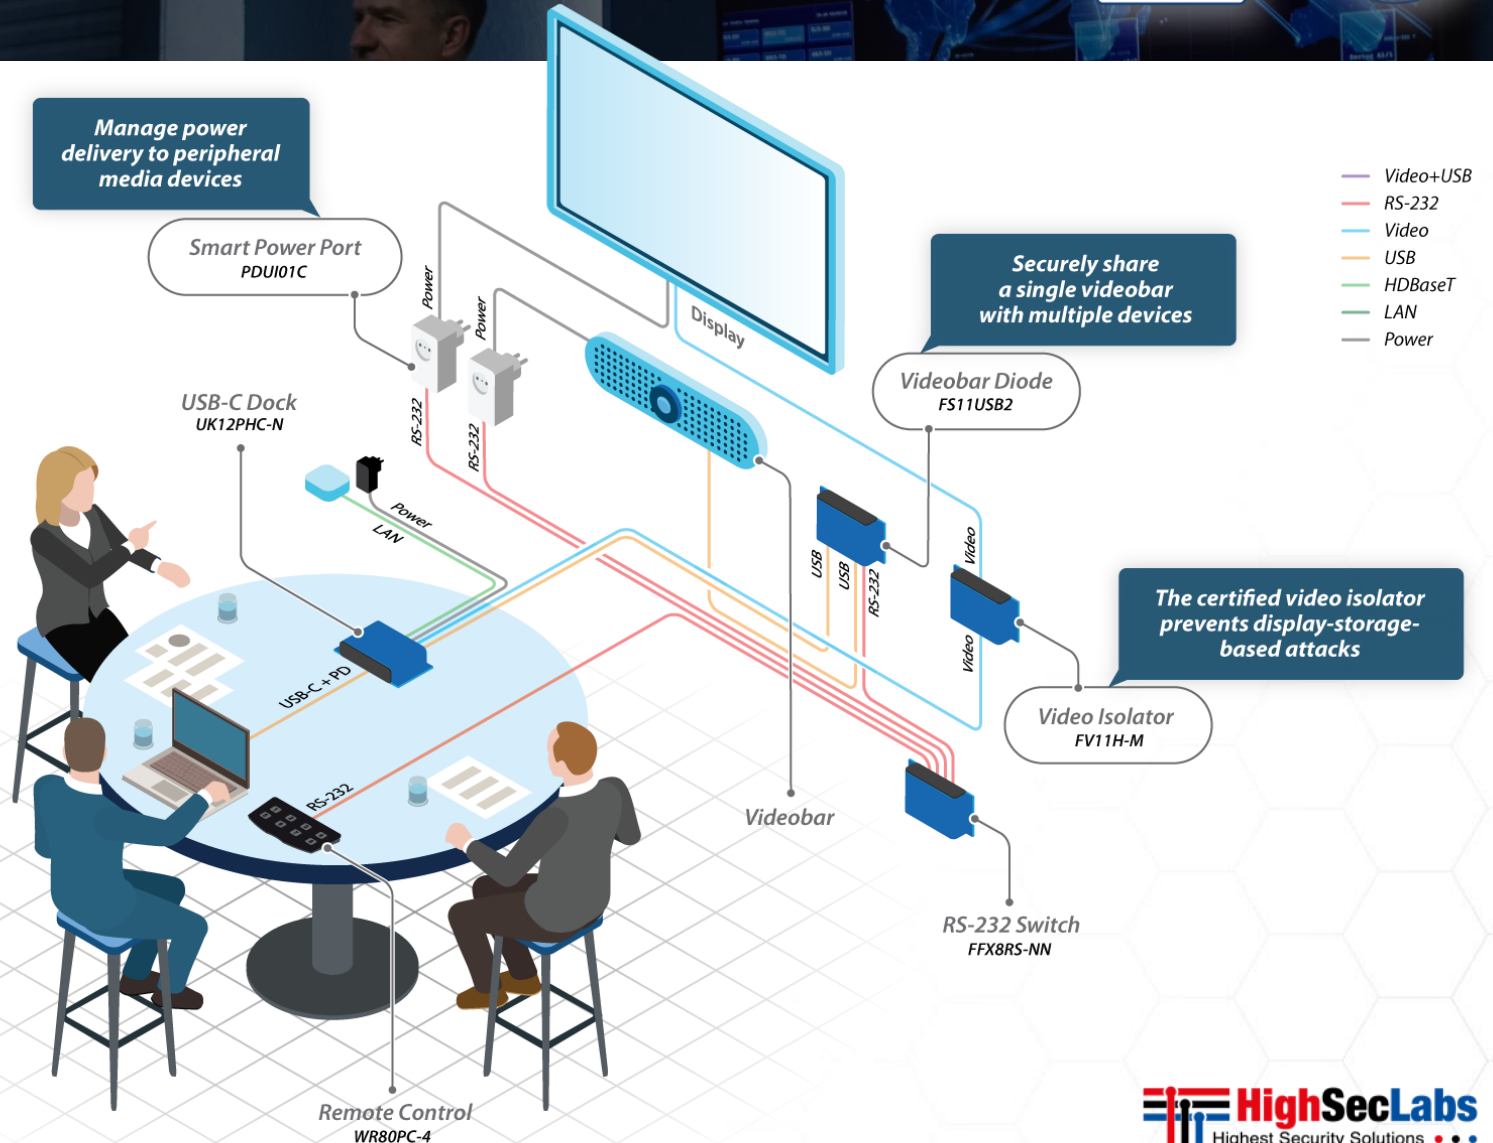 Manage power
delivery to peripheral
media devices
Smart Power Port
PDUI01C
Power
Power
Display
Securely share
a single videobar
with multiple devices
Videobar Diode
FS11USB2
Video+USB
RS-232
Video
USB
HDBaseT
LAN
Power
USB-C Dock
UK12PHC-N
RS-232
RS-232
Power
LAN
USB
USB
RS-232
Video
Video
The certified video isolator
prevents display-storage-
based attacks
Video Isolator
FV11H-M
USB-C + PD
RS-232
Videobar
RS-232 Switch
FFX8RS-NN
Remote Control
WR80PC-4
HighSecLabs
Highest Security Solutions